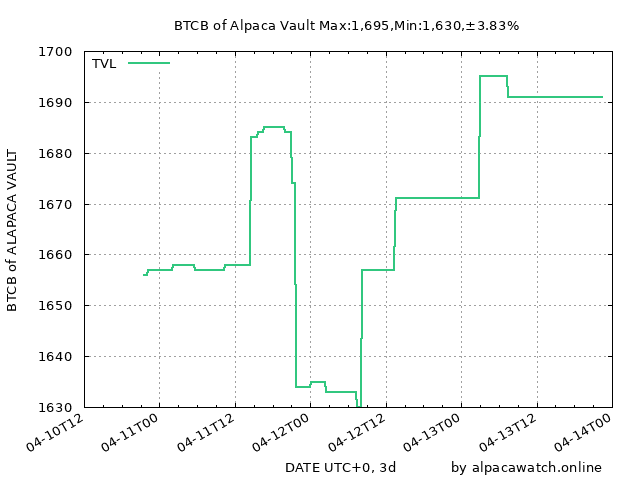 BTCB of Alpaca Vault Max:1,695,Min:1,630,±3.83%
TVL
1700
1690
1680
1670
1660
1650
1640
1630
BTCB of ALAPACA VAULT
04-10T12
04-11T00
04-11T12
04-12T00
04-12T12
04-13T00
04-13T12
04-14T00
DATE UTC+0, 3d
by alpacawatch.online